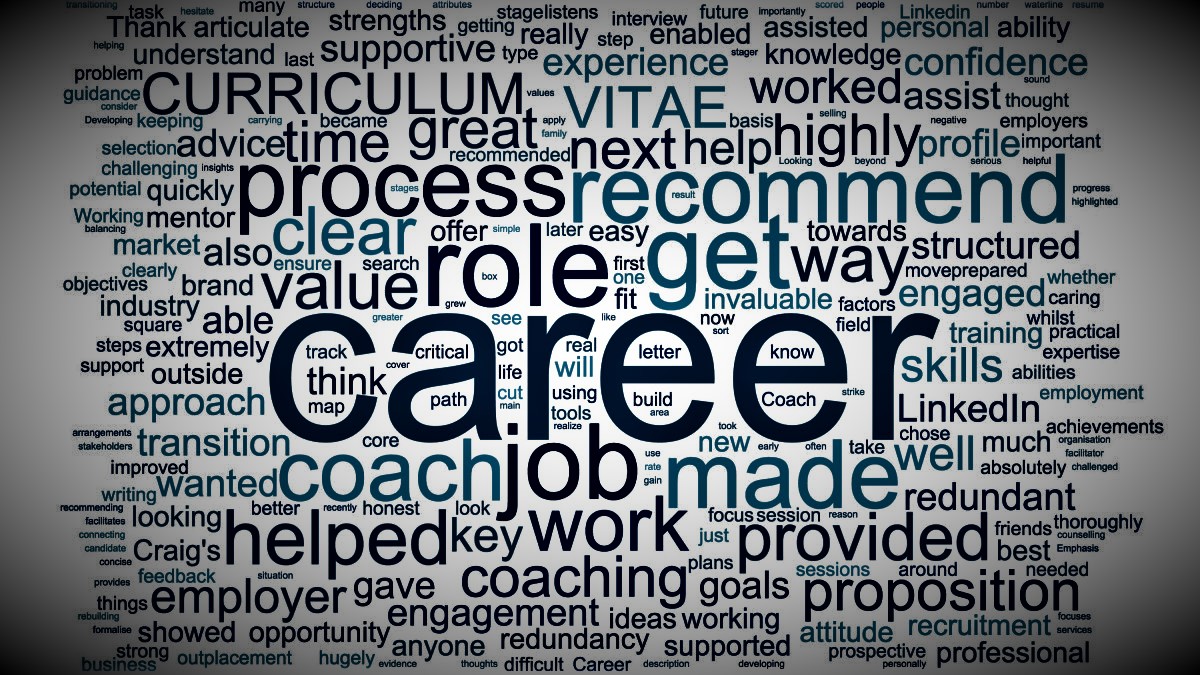 transitioning task hesitate many structure deciding attributes scored people Linkedin number waterline resume
Thank articulate strengths getting stagelistens interview future importantly assisted personal ability
helping understand last supportive type really step enabled stager knowledge confidence
problem experience sound
guidance CURRICULUM values VITAE worked assist thought
consider
Developing keeping carrying became great apply basis selling negative employers
selection advice time family next help highly profile important
recommended
challenging insights process Looking beyond serious helpful
potential quickly stages recommend result progress
Working mentor highlighted
balancing clear offer simple later easy towards
market also role get way structured
clearly ensure search box first moveprepared whether
objectives brand value one invaluable engaged caring
industry grew fit factors
square able greater see like now field whilst
steps extremely career sort training practical
support track critical got real letter know skills expertise
outside think cover life will abilities
approach map path cut using build Coach strike employment
main tools area LinkedIn
arrangements realize took chose achievements
stakeholders transition core job new early often take well much organisation
improved coach use made absolutely facilitator
writing wanted rate challenged
recommending better recently honest look gain redundant
facilitates looking helped key work focus session reason provided friends thoroughly
connecting just counselling
candidate Craig's best Emphasis
concise plans
provides feedback situation gave coaching goals sessions around needed
things employer proposition
rebuilding engagement ideas working focuses
formalise showed opportunity redundancy attitude recruitment services
strong anyone supported prospective professional
business outplacement hugely evidence thoughts difficult Career description developing personally